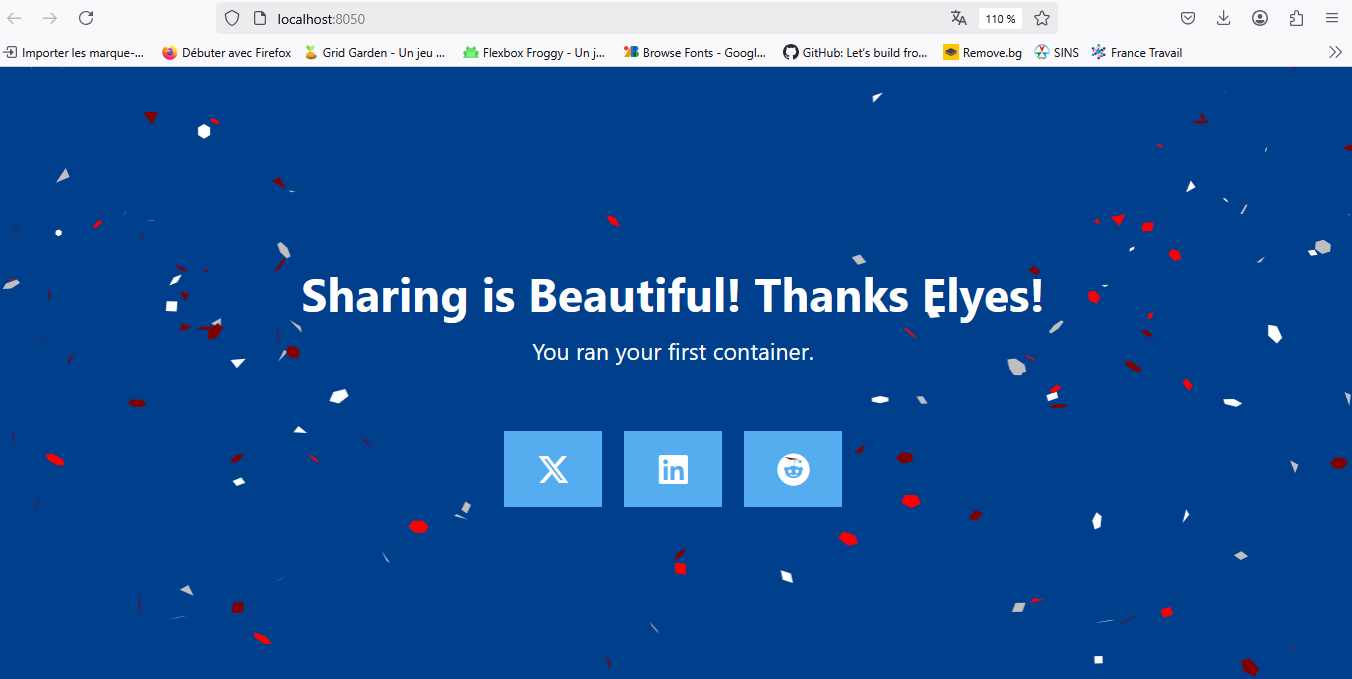 localhost:8050
110 %
Importer les marque-...
Débuter avec Firefox
Grid Garden - Un jeu ...
Flexbox Froggy - Un j...
Browse Fonts - Googl...
GitHub: Let's build fro...
Remove.bg
SINS
France Travail
Sharing is Beautiful! Thanks Elyes!
You ran your first container.